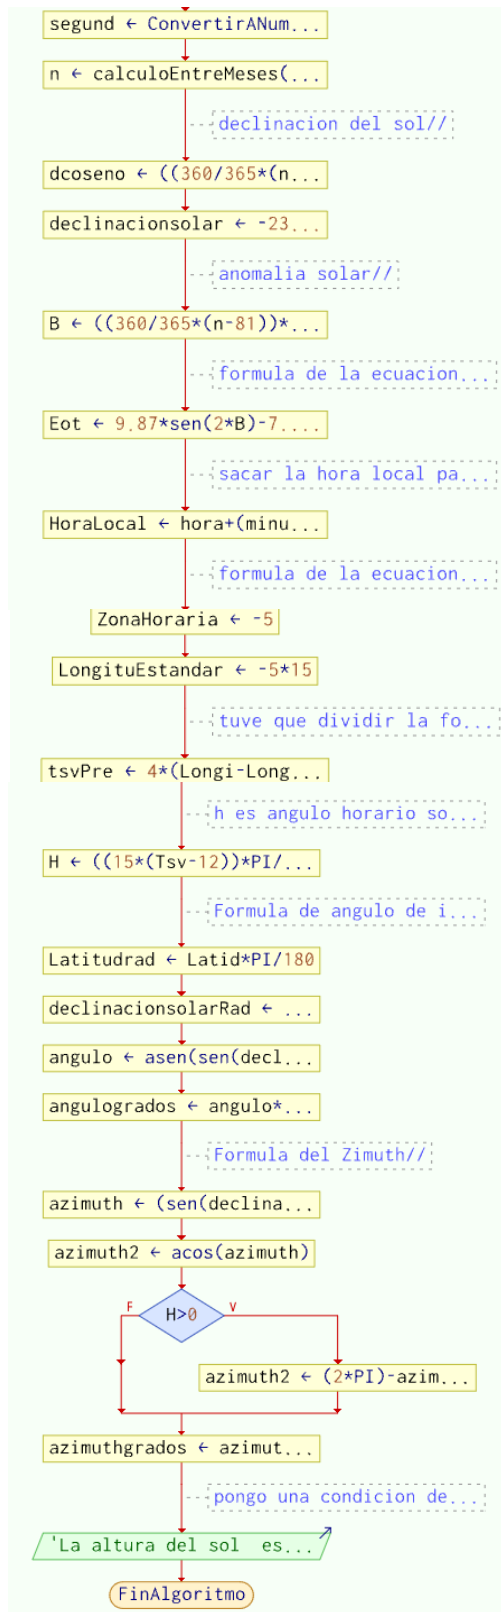 segund ← ConvertirANum...
n ← calculoEntreMeses(...
declinacion del sol//
dcoseno ← ((360/365*(n...
declinacionsolar ← -23...
anomalia solar//
B ← ((360/365*(n-81))*...
formula de la ecuacion...
Eot ← 9.87*sen(2*B)-7....
sacar la hora local pa...
HoraLocal ← hora+(minu...
formula de la ecuacion...
ZonaHoraria ← -5
LongituEstandar ← -5*15
tuve que dividir la fo...
tsvPre ← 4*(Longi-Long...
h es angulo horario so...
H ← ((15*(Tsv-12))*PI/...
Formula de angulo de i...
Latitudrad ← Latid*PI/180
declinacionsolarRad ← ...
angulo ← asen(sen(decl...
angulogrados ← angulo*...
Formula del Zimuth//
azimuth ← (sen(declina...
azimuth2 ← acos(azimuth)
F H>0 V
azimuth2 ← (2*PI)-azim...
azimuthgrados ← azimut...
pongo una condicion de...
'La altura del sol  es...
FinAlgoritmo